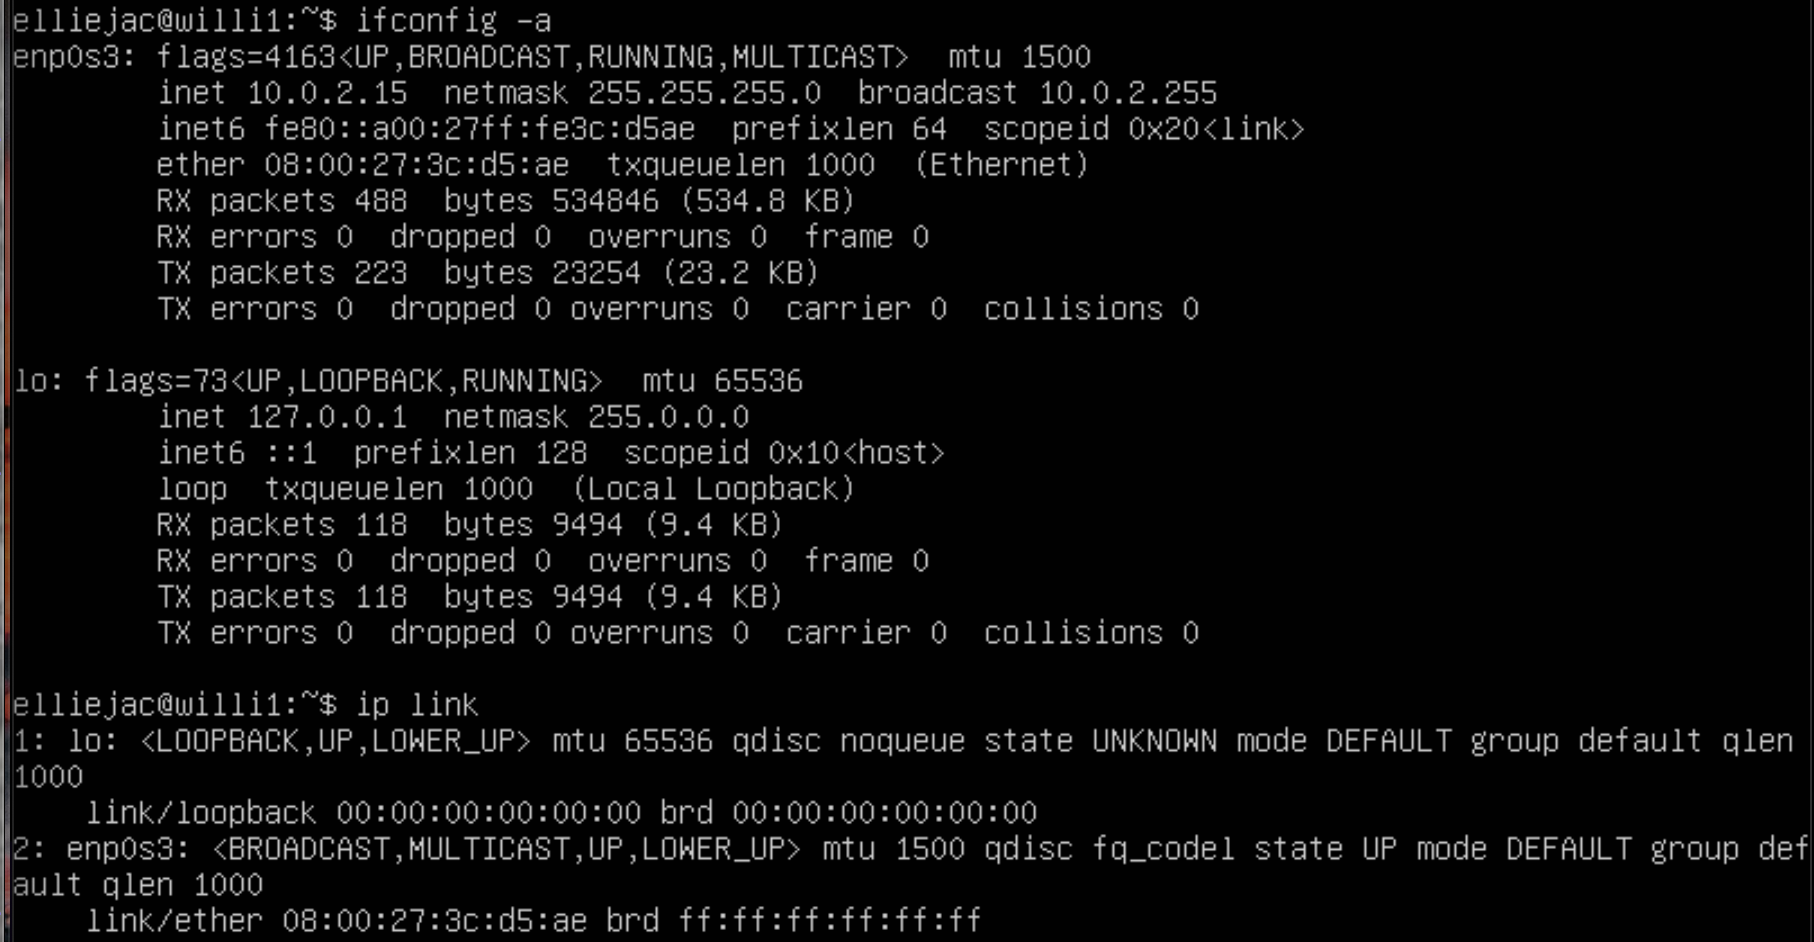 elliejac@willi1:~$ ifconfig -a
enp0s3: flags=4163<UP,BROADCAST,RUNNING,MULTICAST>  mtu 1500
        inet 10.0.2.15  netmask 255.255.255.0  broadcast 10.0.2.255
        inet6 fe80::a00:27ff:fe3c:d5ae  prefixlen 64  scopeid 0x20<link>
        ether 08:00:27:3c:d5:ae  txqueuelen 1000  (Ethernet)
        RX packets 488  bytes 534846 (534.8 KB)
        RX errors 0  dropped 0  overruns 0  frame 0
        TX packets 223  bytes 23254 (23.2 KB)
        TX errors 0  dropped 0 overruns 0  carrier 0  collisions 0

lo: flags=73<UP,LOOPBACK,RUNNING>  mtu 65536
        inet 127.0.0.1  netmask 255.0.0.0
        inet6 ::1  prefixlen 128  scopeid 0x10<host>
        loop  txqueuelen 1000  (Local Loopback)
        RX packets 118  bytes 9494 (9.4 KB)
        RX errors 0  dropped 0  overruns 0  frame 0
        TX packets 118  bytes 9494 (9.4 KB)
        TX errors 0  dropped 0 overruns 0  carrier 0  collisions 0

elliejac@willi1:~$ ip link
1: lo: <LOOPBACK,UP,LOWER_UP> mtu 65536 qdisc noqueue state UNKNOWN mode DEFAULT group default qlen
1000
    link/loopback 00:00:00:00:00:00 brd 00:00:00:00:00:00
2: enp0s3: <BROADCAST,MULTICAST,UP,LOWER_UP> mtu 1500 qdisc fq_codel state UP mode DEFAULT group def
ault qlen 1000
    link/ether 08:00:27:3c:d5:ae brd ff:ff:ff:ff:ff:ff